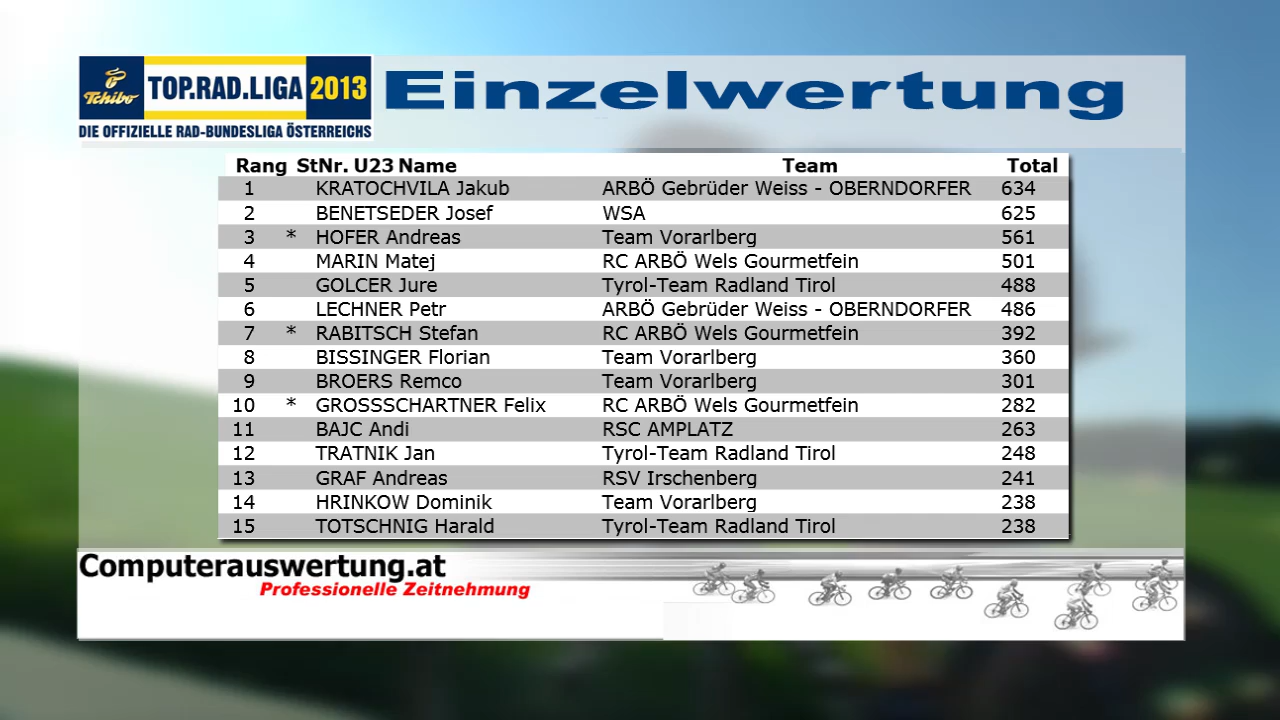 Tchibo TOP.RAD.LIGA 2013
DIE OFFIZIELLE RAD-BUNDESLIGA ÖSTERREICHS
Einzelwertung
Rang StNr. U23 Name Team Total
1 KRATOCHVILA Jakub ARBÖ Gebrüder Weiss - OBERNDORFER 634
2 BENETSEDER Josef WSA 625
3 * HOFER Andreas Team Vorarlberg 561
4 MARIN Matej RC ARBÖ Wels Gourmetfein 501
5 GOLCER Jure Tyrol-Team Radland Tirol 488
6 LECHNER Petr ARBÖ Gebrüder Weiss - OBERNDORFER 486
7 * RABITSCH Stefan RC ARBÖ Wels Gourmetfein 392
8 BISSINGER Florian Team Vorarlberg 360
9 BROERS Remco Team Vorarlberg 301
10 * GROSSSCHARTNER Felix RC ARBÖ Wels Gourmetfein 282
11 BAJC Andi RSC AMPLATZ 263
12 TRATNIK Jan Tyrol-Team Radland Tirol 248
13 GRAF Andreas RSV Irschenberg 241
14 HRINKOW Dominik Team Vorarlberg 238
15 TOTSCHNIG Harald Tyrol-Team Radland Tirol 238
Computerauswertung.at
Professionelle Zeitnehmung